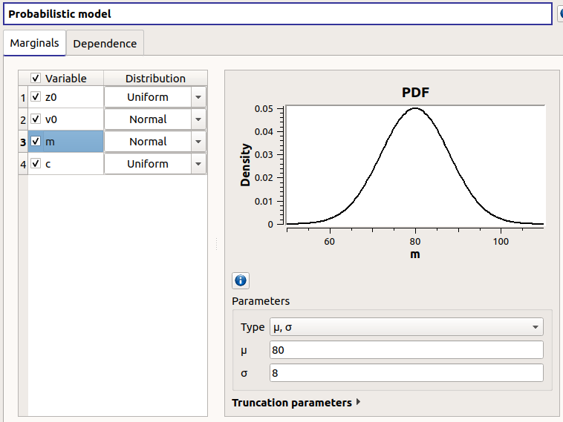 Probabilistic model
Marginals Dependence
Variable Distribution
1 z0 Uniform
2 v0 Normal
3 m Normal
4 c Uniform
PDF
Density
0.05
0.04
0.03
0.02
0.01
0
60 80 100
m
Parameters
Type μ, σ
μ 80
σ 8
Truncation parameters